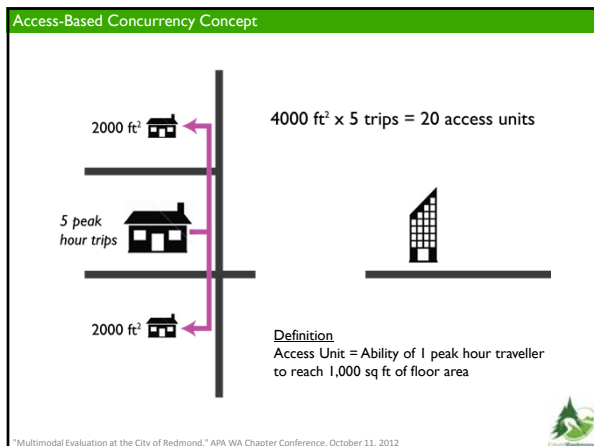 Access-Based Concurrency Concept
2000 ft²
4000 ft² x 5 trips = 20 access units
5 peak
hour trips
2000 ft²
Definition
Access Unit = Ability of 1 peak hour traveller
to reach 1,000 sq ft of floor area
"Multimodal Evaluation at the City of Redmond." APA WA Chapter Conference, October 11, 2012